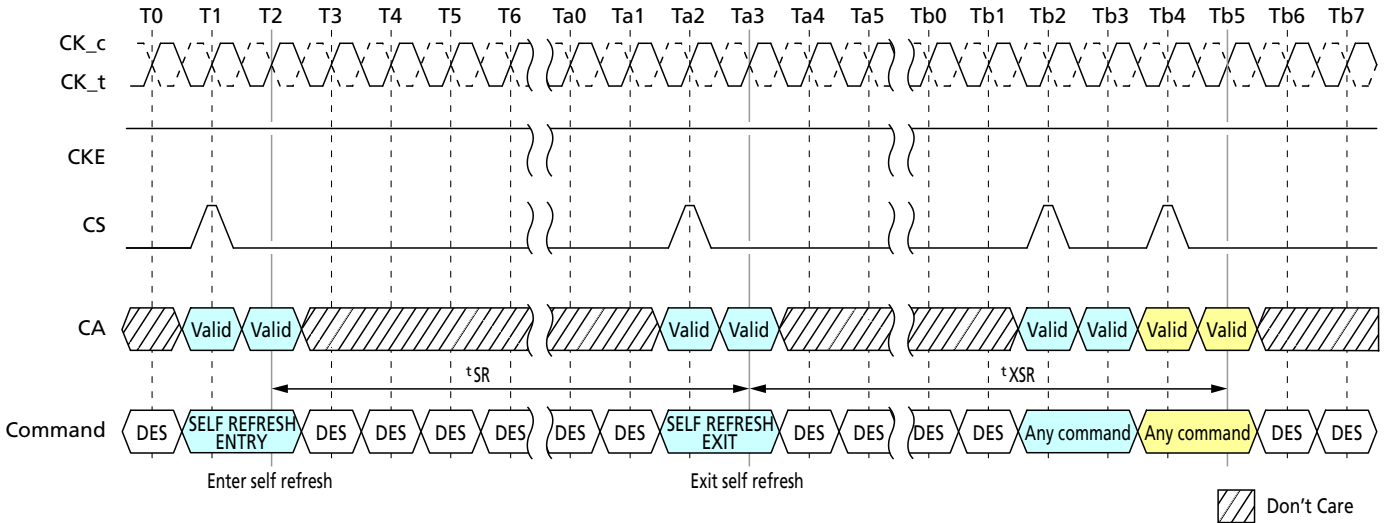 T0 T1 T2 T3 T4 T5 T6 Ta0 Ta1 Ta2 Ta3 Ta4 Ta5 Tb0 Tb1 Tb2 Tb3 Tb4 Tb5 Tb6 Tb7
CK_c
CK_t
CKE
CS
CA Valid Valid Valid Valid Valid Valid Valid Valid
tSR tXSR
Command DES SELF REFRESH ENTRY DES DES DES DES DES DES SELF REFRESH EXIT DES DES DES DES Any command Any command DES DES
Enter self refresh Exit self refresh
Don't Care